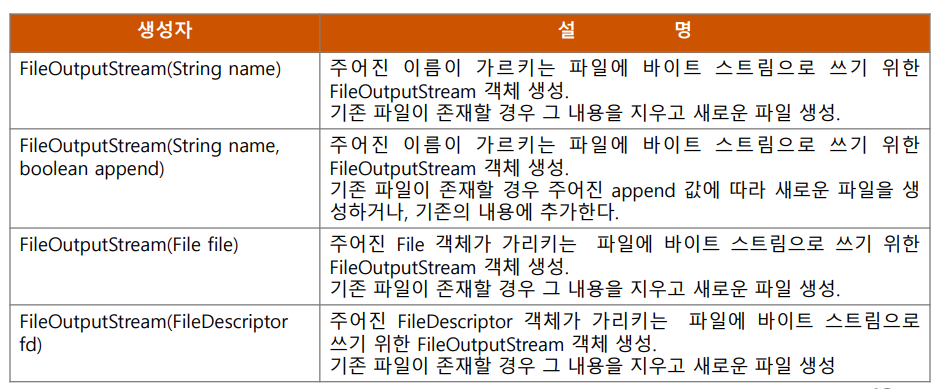 생성자
설 명
FileOutputStream(String name)
주어진 이름이 가르키는 파일에 바이트 스트림으로 쓰기 위한
FileOutputStream 객체 생성.
기존 파일이 존재할 경우 그 내용을 지우고 새로운 파일 생성.
FileOutputStream(String name,
boolean append)
주어진 이름이 가르키는 파일에 바이트 스트림으로 쓰기 위한
FileOutputStream 객체 생성.
기존 파일이 존재할 경우 주어진 append 값에 따라 새로운 파일을 생
성하거나, 기존의 내용에 추가한다.
FileOutputStream(File file)
주어진 File 객체가 가리키는 파일에 바이트 스트림으로 쓰기 위한
FileOutputStream 객체 생성.
기존 파일이 존재할 경우 그 내용을 지우고 새로운 파일 생성.
FileOutputStream(FileDescriptor
fd)
주어진 FileDescriptor 객체가 가리키는 파일에 바이트 스트림으로
쓰기 위한 FileOutputStream 객체 생성.
기존 파일이 존재할 경우 그 내용을 지우고 새로운 파일 생성